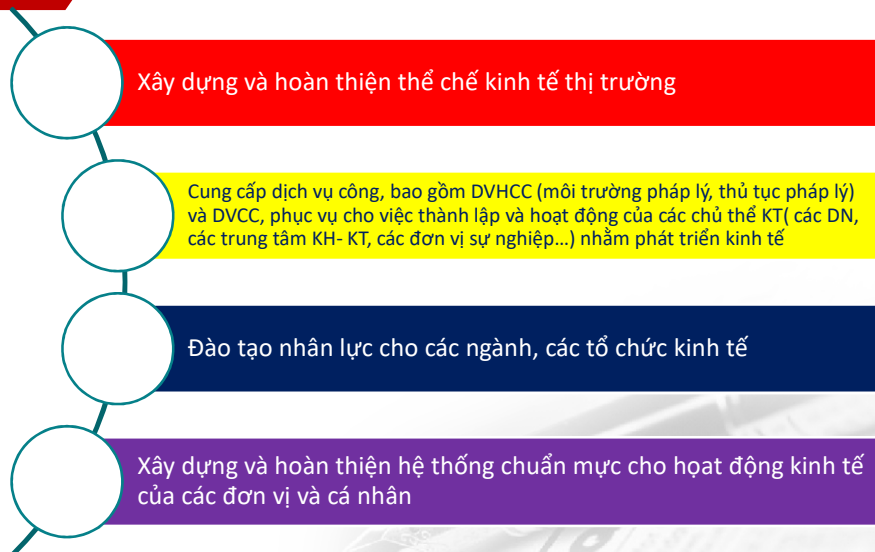 Xây dựng và hoàn thiện thể chế kinh tế thị trường
Cung cấp dịch vụ công, bao gồm DVHCC (môi trường pháp lý, thủ tục pháp lý)
và DVCC, phục vụ cho việc thành lập và hoạt động của các chủ thể KT( các DN,
các trung tâm KH- KT, các đơn vị sự nghiệp...) nhằm phát triển kinh tế
Đào tạo nhân lực cho các ngành, các tổ chức kinh tế
Xây dựng và hoàn thiện hệ thống chuẩn mực cho họat động kinh tế
của các đơn vị và cá nhân